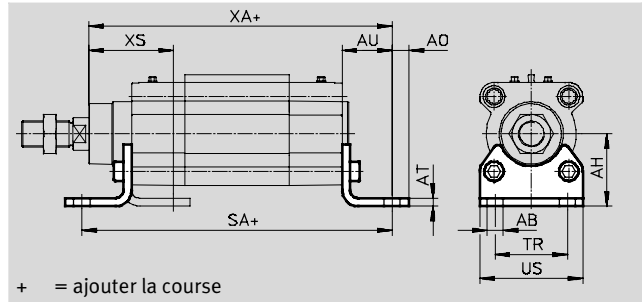 XA+
XS
AU
AO
AT
SA+
AH
AB
TR
US
+ = ajouter la course